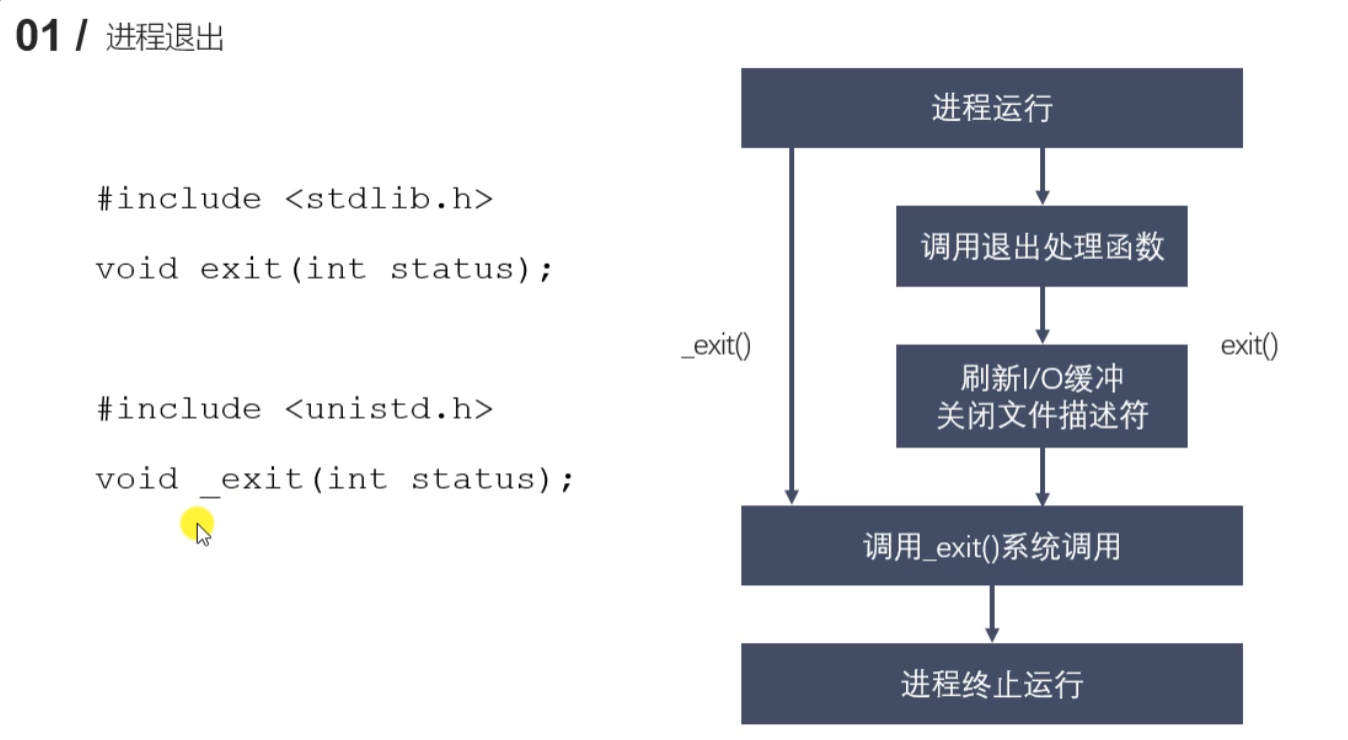 01 / 进程退出
#include <stdlib.h>
void exit(int status);
#include <unistd.h>
void _exit(int status);
进程运行
调用退出处理函数
_exit()
exit()
刷新I/O缓冲
关闭文件描述符
调用_exit()系统调用
进程终止运行